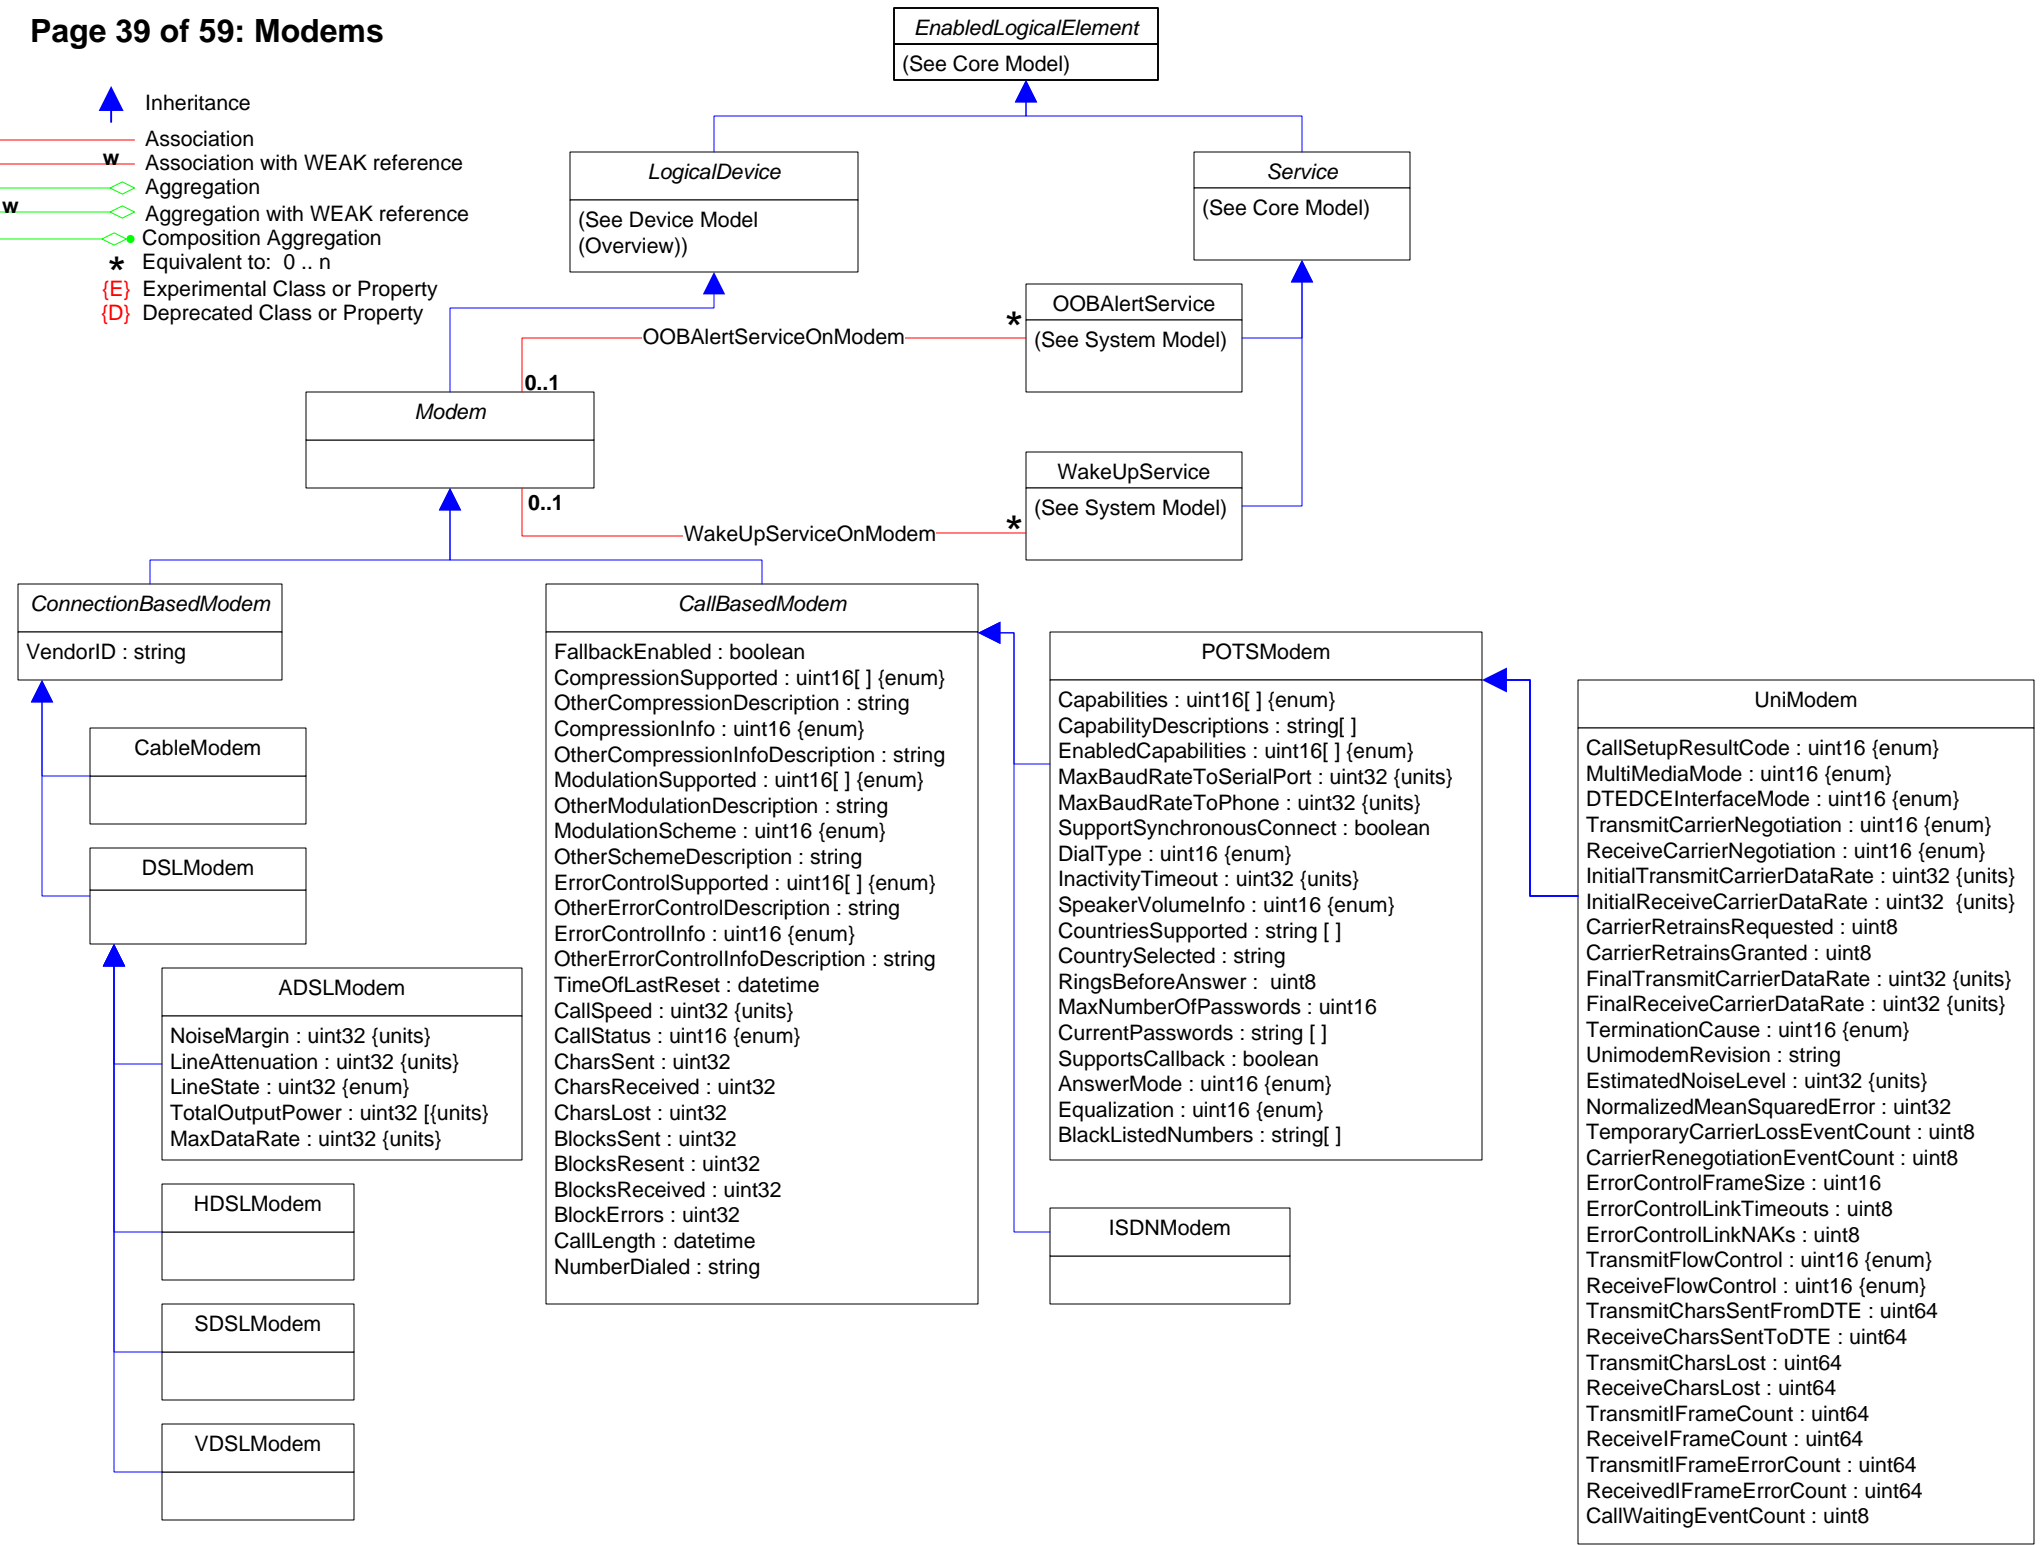 Page 39 of 59: Modems
Inheritance
Association
w
Association with WEAK reference
Aggregation
w
Aggregation with WEAK reference
Composition Aggregation
* Equivalent to: 0 .. n
{E} Experimental Class or Property
{D} Deprecated Class or Property
EnabledLogicalElement
(See Core Model)
LogicalDevice
(See Device Model
(Overview))
Service
(See Core Model)
OOBAlertService
(See System Model)
*
OOBAlertServiceOnModem
0..1
Modem
0..1
WakeUpServiceOnModem
*
WakeUpService
(See System Model)
ConnectionBasedModem
VendorID : string
CableModem
DSLModem
ADSLModem
NoiseMargin : uint32 {units}
LineAttenuation : uint32 {units}
LineState : uint32 {enum}
TotalOutputPower : uint32 [{units}
MaxDataRate : uint32 {units}
HDSLModem
SDSLModem
VDSLModem
CallBasedModem
FallbackEnabled : boolean
CompressionSupported : uint16[ ] {enum}
OtherCompressionDescription : string
CompressionInfo : uint16 {enum}
OtherCompressionInfoDescription : string
ModulationSupported : uint16[ ] {enum}
OtherModulationDescription : string
ModulationScheme : uint16 {enum}
OtherSchemeDescription : string
ErrorControlSupported : uint16[ ] {enum}
OtherErrorControlDescription : string
ErrorControlInfo : uint16 {enum}
OtherErrorControlInfoDescription : string
TimeOfLastReset : datetime
CallSpeed : uint32 {units}
CallStatus : uint16 {enum}
CharsSent : uint32
CharsReceived : uint32
CharsLost : uint32
BlocksSent : uint32
BlocksResent : uint32
BlocksReceived : uint32
BlockErrors : uint32
CallLength : datetime
NumberDialed : string
POTSModem
Capabilities : uint16[ ] {enum}
CapabilityDescriptions : string[ ]
EnabledCapabilities : uint16[ ] {enum}
MaxBaudRateToSerialPort : uint32 {units}
MaxBaudRateToPhone : uint32 {units}
SupportSynchronousConnect : boolean
DialType : uint16 {enum}
InactivityTimeout : uint32 {units}
SpeakerVolumeInfo : uint16 {enum}
CountriesSupported : string [ ]
CountrySelected : string
RingsBeforeAnswer : uint8
MaxNumberOfPasswords : uint16
CurrentPasswords : string [ ]
SupportsCallback : boolean
AnswerMode : uint16 {enum}
Equalization : uint16 {enum}
BlackListedNumbers : string[ ]
ISDNModem
UniModem
CallSetupResultCode : uint16 {enum}
MultiMediaMode : uint16 {enum}
DTEDCEInterfaceMode : uint16 {enum}
TransmitCarrierNegotiation : uint16 {enum}
ReceiveCarrierNegotiation : uint16 {enum}
InitialTransmitCarrierDataRate : uint32 {units}
InitialReceiveCarrierDataRate : uint32 {units}
CarrierRetrainsRequested : uint8
CarrierRetrainsGranted : uint8
FinalTransmitCarrierDataRate : uint32 {units}
FinalReceiveCarrierDataRate : uint32 {units}
TerminationCause : uint16 {enum}
UnimodemRevision : string
EstimatedNoiseLevel : uint32 {units}
NormalizedMeanSquaredError : uint32
TemporaryCarrierLossEventCount : uint8
CarrierRenegotiationEventCount : uint8
ErrorControlFrameSize : uint16
ErrorControlLinkTimeouts : uint8
ErrorControlLinkNAKs : uint8
TransmitFlowControl : uint16 {enum}
ReceiveFlowControl : uint16 {enum}
TransmitCharsSentFromDTE : uint64
ReceiveCharsSentToDTE : uint64
TransmitCharsLost : uint64
ReceiveCharsLost : uint64
TransmitIFrameCount : uint64
ReceiveIFrameCount : uint64
TransmitIFrameErrorCount : uint64
ReceivedIFrameErrorCount : uint64
CallWaitingEventCount : uint8